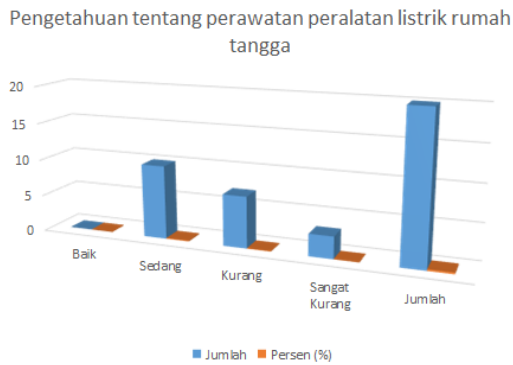 Pengetahuan tentang perawatan peralatan listrik rumah
tangga
20
15
10
5
0
Baik
Sedang
Kurang
Sangat
Kurang
Jumlah
Jumlah
Persen (%)